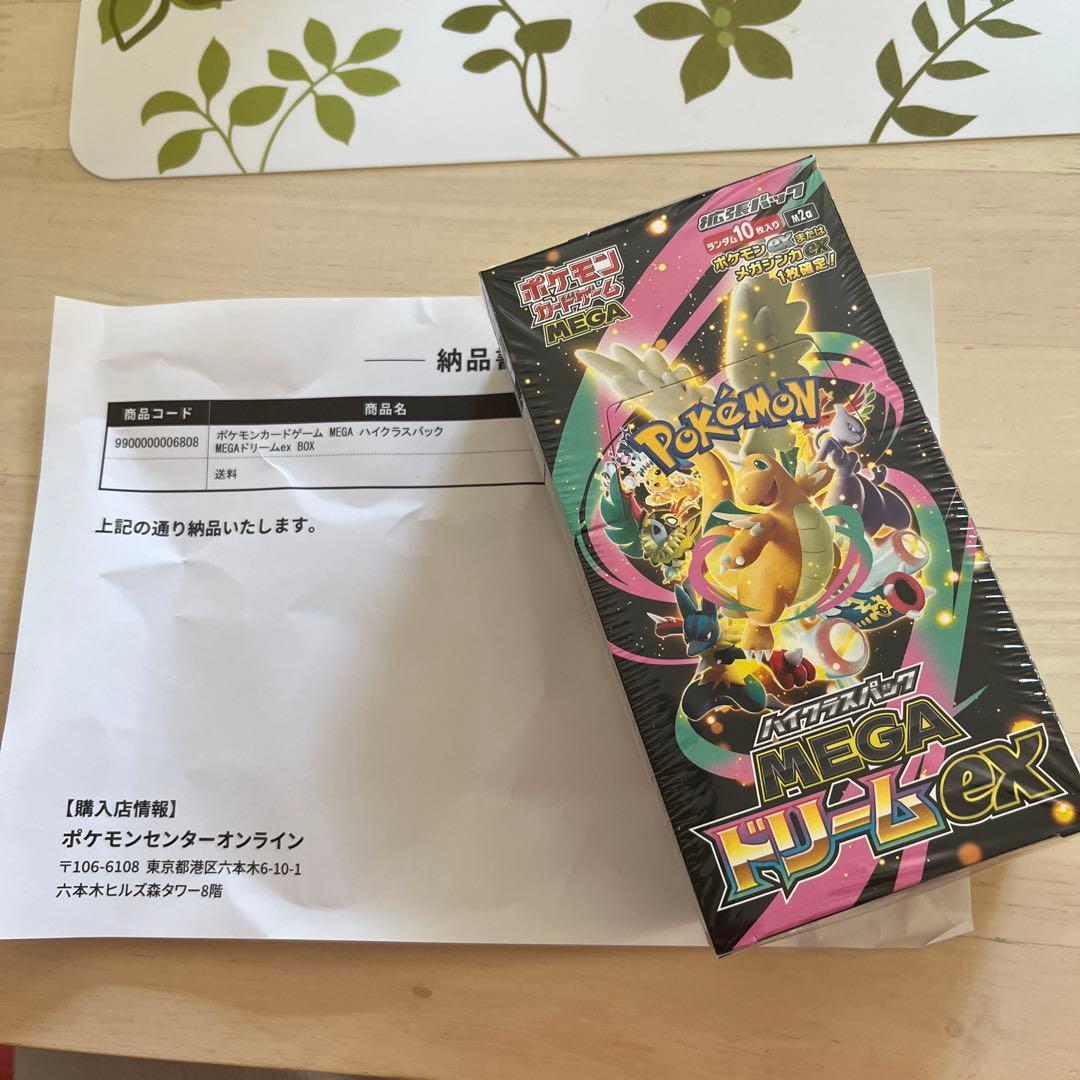 納品書
商品コード 商品名
9900000006808 ポケモンカードゲーム MEGA ハイクラスパック
MEGAドリームex BOX
送料
上記の通り納品いたします。
【購入店情報】
ポケモンセンターオンライン
〒106-6108 東京都港区六本木6-10-1
六本木ヒルズ森タワー8階
拡張パック
ランダム10枚入り M2a
ポケモンexまたは
メガシンカex
1枚確定!
ポケモン
カードゲーム
MEGA
POKéMON
ハイクラスパック
MEGA
ドリームex